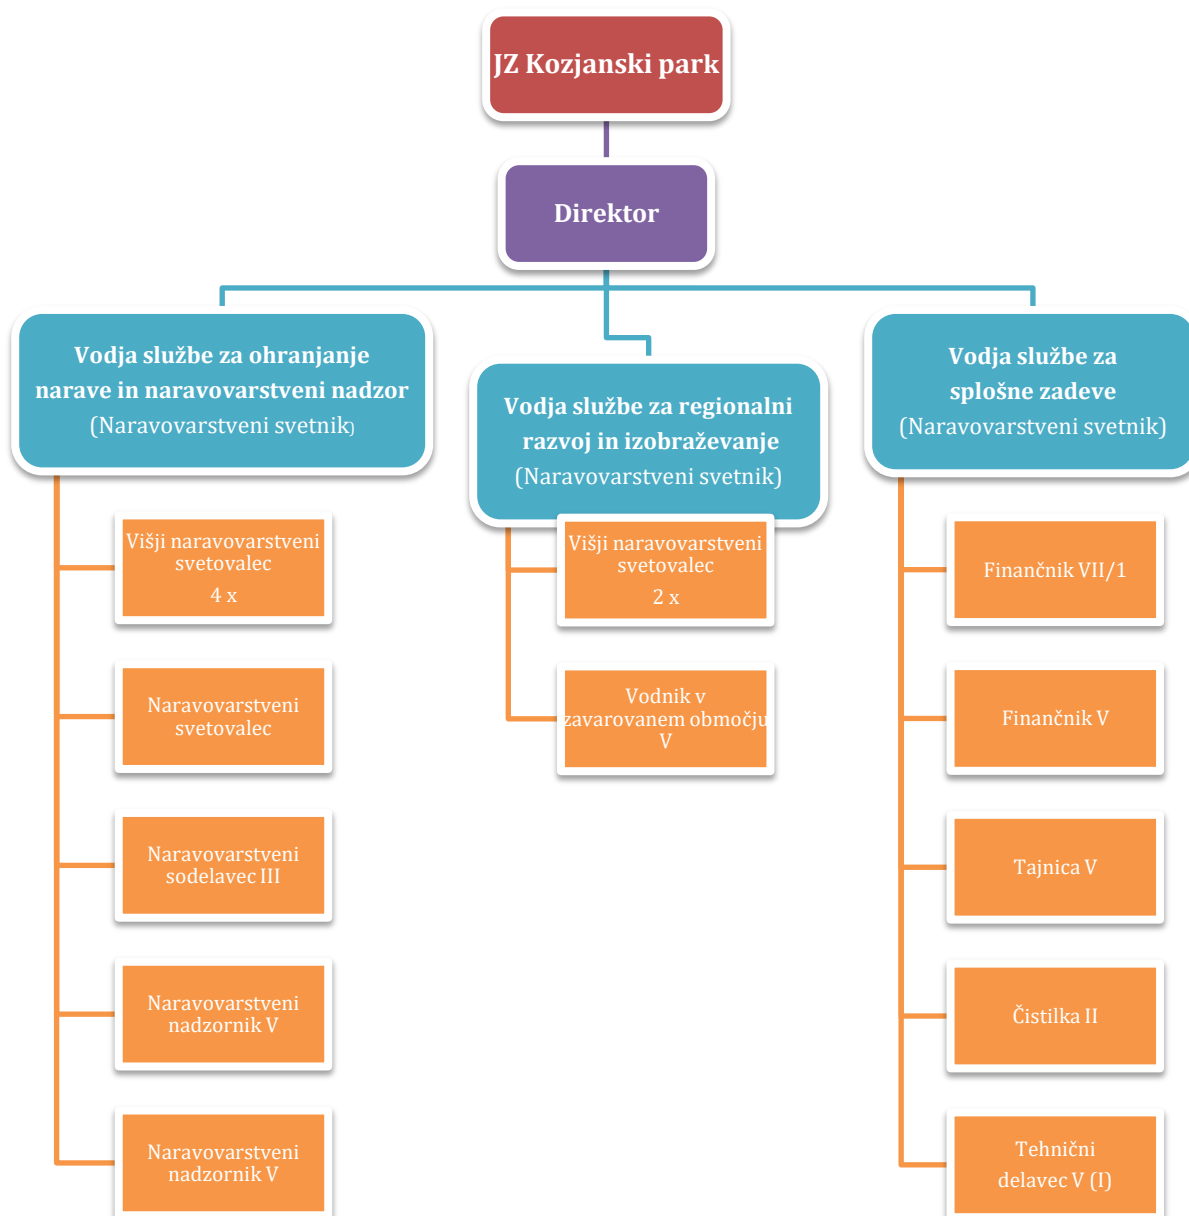 JZ Kozjanski park
Direktor
Vodja službe za ohranjanje
narave in naravovarstveni nadzor
(Naravovarstveni svetnik)
Višji naravovarstveni
svetovalec
4 x
Naravovarstveni
svetovalec
Naravovarstveni
sodelavec III
Naravovarstveni
nadzornik V
Naravovarstveni
nadzornik V
Vodja službe za regionalni
razvoj in izobraževanje
(Naravovarstveni svetnik)
Višji naravovarstveni
svetovalec
2 x
Vodnik v
zavarovanem območju
V
Vodja službe za
splošne zadeve
(Naravovarstveni svetnik)
Finančnik VII/1
Finančnik V
Tajnica V
Čistilka II
Tehnični
delavec V (I)